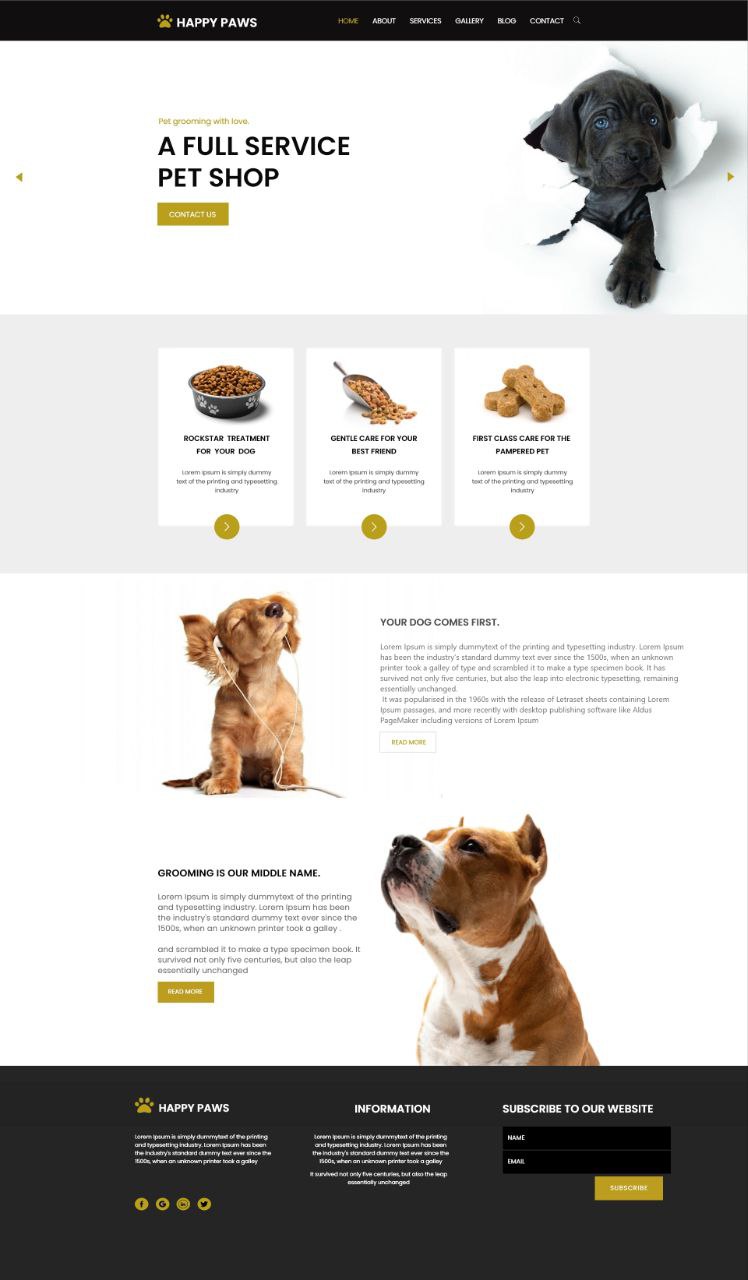 HAPPY PAWS
HOME ABOUT SERVICES GALLERY BLOG CONTACT
Pet grooming with love.
A FULL SERVICE
PET SHOP
CONTACT US
ROCKSTAR TREATMENT
FOR YOUR DOG
Lorem Ipsum is simply dummy
text of the printing and typesetting
industry
GENTLE CARE FOR YOUR
BEST FRIEND
Lorem Ipsum is simply dummy
text of the printing and typesetting
industry
FIRST CLASS CARE FOR THE
PAMPERED PET
Lorem Ipsum is simply dummy
text of the printing and typesetting
industry
YOUR DOG COMES FIRST.
Lorem Ipsum is simply dummytext of the printing and typesetting industry. Lorem Ipsum
has been the industry's standard dummy text ever since the 1500s, when an unknown
printer took a galley of type and scrambled it to make a type specimen book. It has
survived not only five centuries, but also the leap into electronic typesetting, remaining
essentially unchanged.
It was popularised in the 1960s with the release of Letraset sheets containing Lorem
Ipsum passages, and more recently with desktop publishing software like Aldus
PageMaker including versions of Lorem Ipsum
READ MORE
GROOMING IS OUR MIDDLE NAME.
Lorem Ipsum is simply dummytext of the printing
and typesetting industry. Lorem Ipsum has been
the industry's standard dummy text ever since the
1500s, when an unknown printer took a galley .
and scrambled it to make a type specimen book. It
survived not only five centuries, but also the leap
essentially unchanged
READ MORE
HAPPY PAWS
Lorem Ipsum is simply dummytext of the printing
and typesetting industry. Lorem Ipsum has been
the industry's standard dummy text ever since the
1500s, when an unknown printer took a galley
INFORMATION
Lorem Ipsum is simply dummytext of the printing
and typesetting industry. Lorem Ipsum has been
the industry's standard dummy text ever since the
1500s, when an unknown printer took a galley
It survived not only five centuries, but also the leap
essentially unchanged
SUBSCRIBE TO OUR WEBSITE
NAME
EMAIL
SUBSCRIBE